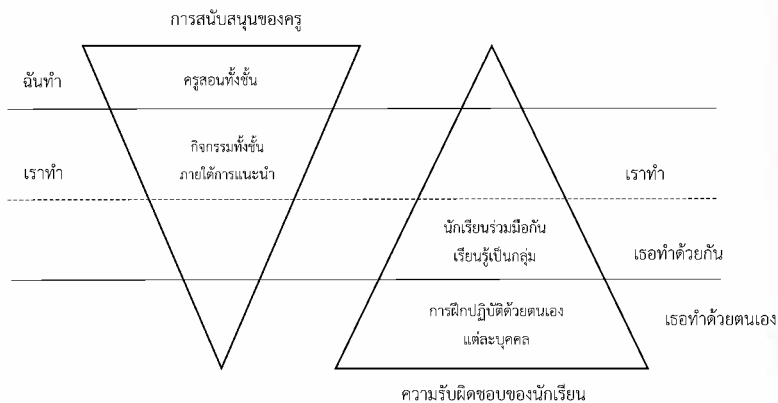 การสนับสนุนของครู
ฉันทำ
ครูสอนทั้งชั้น
กิจกรรมทั้งชั้น
ภายใต้การแนะนำ
เราทำ
เราทำ
นักเรียนร่วมมือกัน
เรียนรู้เป็นกลุ่ม
เธอทำด้วยกัน
การฝึกปฏิบัติด้วยตนเอง
แต่ละบุคคล
เธอทำด้วยตนเอง
ความรับผิดชอบของนักเรียน